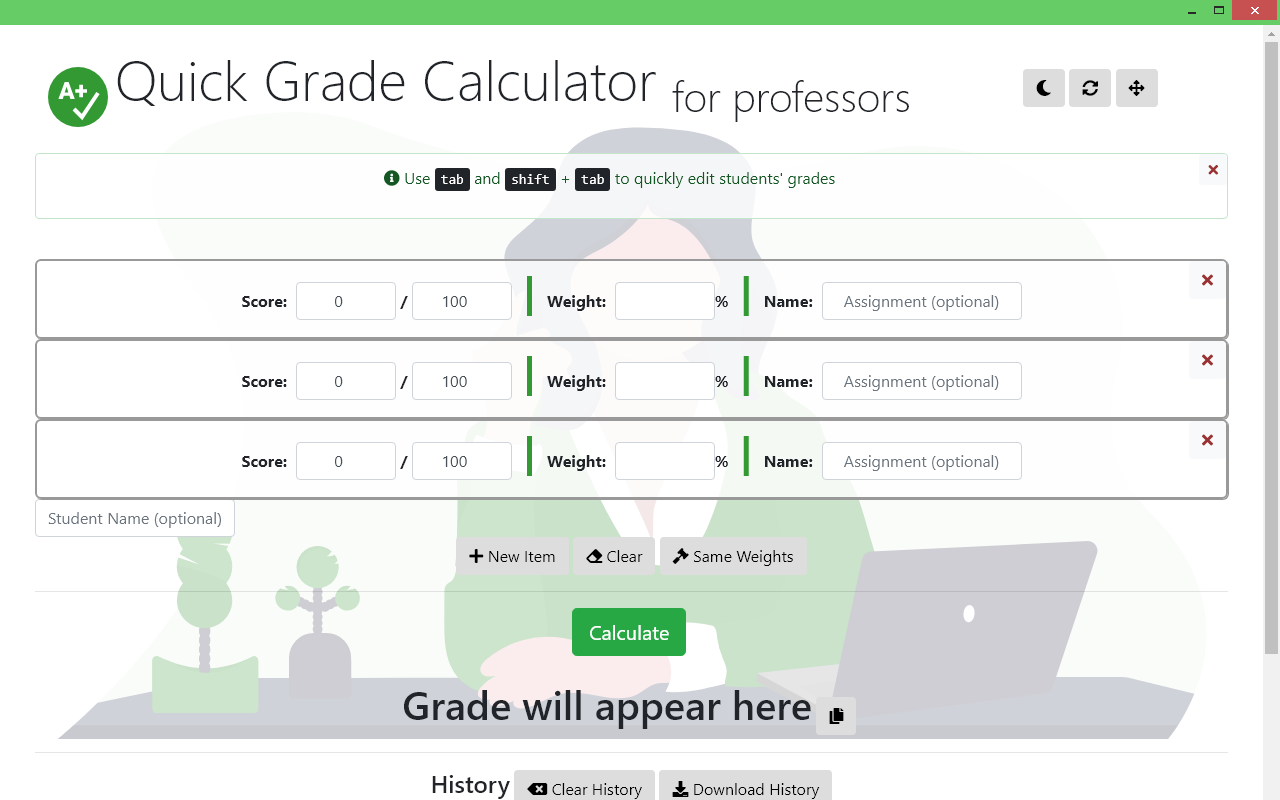 A+
Quick Grade Calculator for professors
Use tab and shift + tab to quickly edit students' grades
Score: 0 / 100 Weight: % Name: Assignment (optional)
Score: 0 / 100 Weight: % Name: Assignment (optional)
Score: 0 / 100 Weight: % Name: Assignment (optional)
Student Name (optional)
New Item Clear Same Weights
Calculate
Grade will appear here
History Clear History Download History